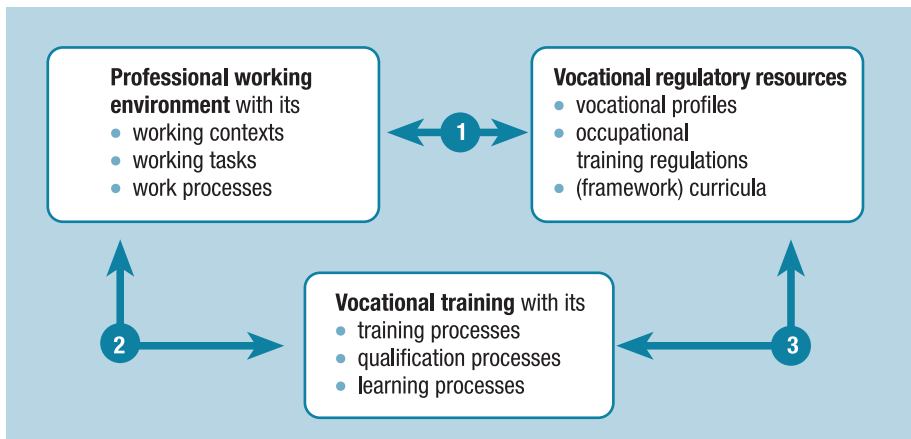 Professional working
environment with its
• working contexts
• working tasks
• work processes
1
Vocational regulatory resources
• vocational profiles
• occupational
training regulations
• (framework) curricula
2
Vocational training with its
• training processes
• qualification processes
• learning processes
3